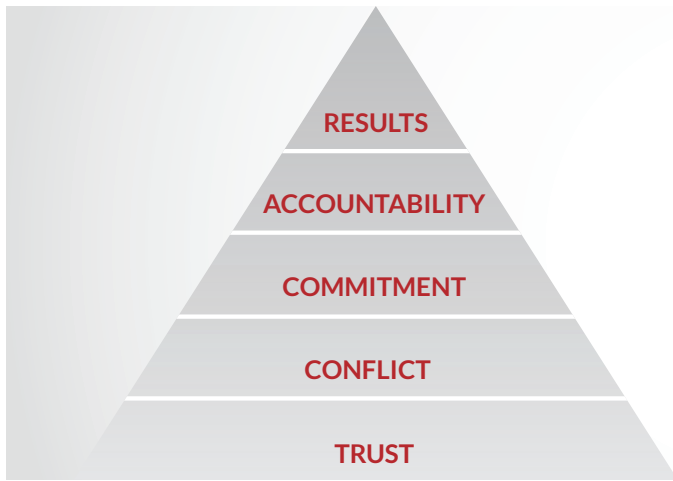 RESULTS
ACCOUNTABILITY
COMMITMENT
CONFLICT
TRUST